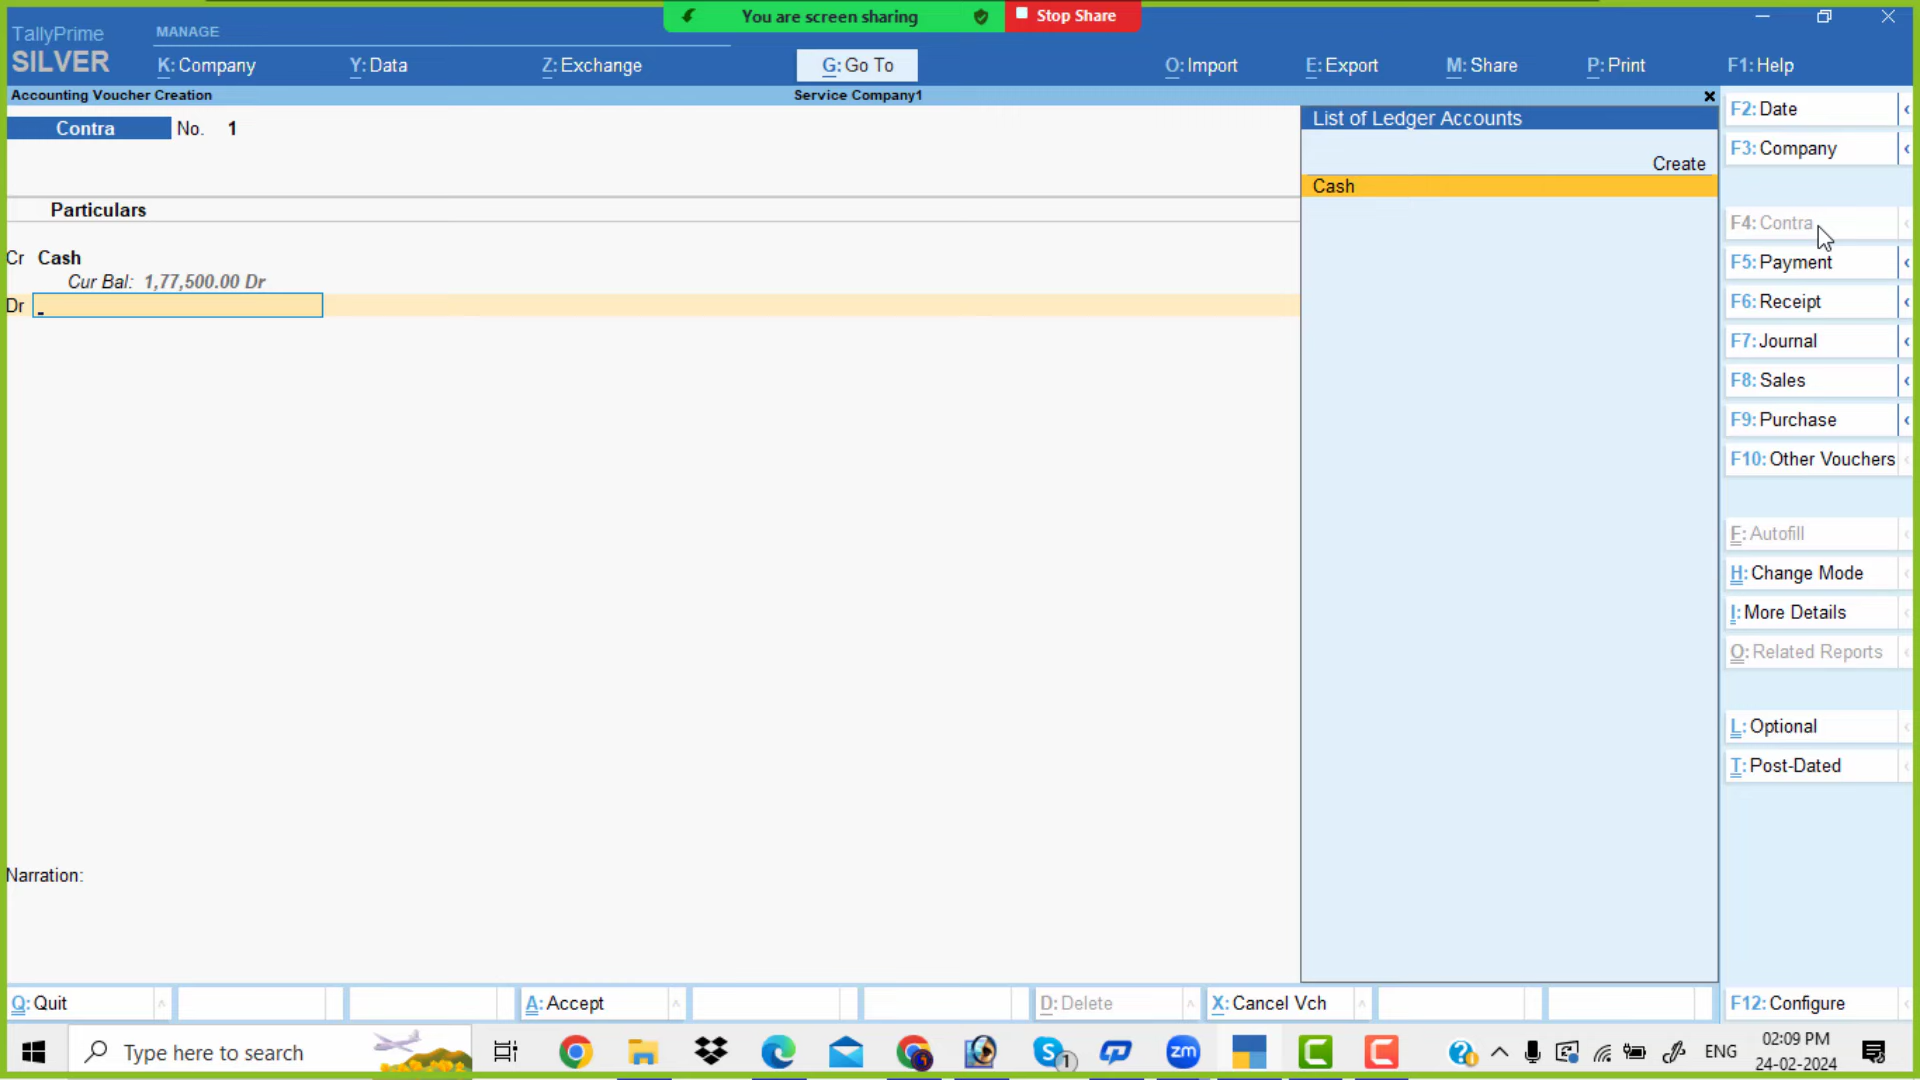 You are screen sharing
Stop Share
TallyPrime
SILVER
MANAGE
K: Company
Y: Data
Z: Exchange
G: Go To
O: Import
E: Export
M: Share
P: Print
F1: Help
Accounting Voucher Creation
Service Company1
Contra No. 1
Particulars
Cr Cash
Cur Bal: 1,77,500.00 Dr
Dr
Narration:
List of Ledger Accounts
Create
Cash
F2: Date
F3: Company
F4: Contra
F5: Payment
F6: Receipt
F7: Journal
F8: Sales
F9: Purchase
F10: Other Vouchers
F: Autofill
H: Change Mode
I: More Details
O: Related Reports
L: Optional
T: Post-Dated
F12: Configure
Q: Quit
A: Accept
D: Delete
X: Cancel Vch
Type here to search
1
zm
ENG
02:09 PM
24-02-2024